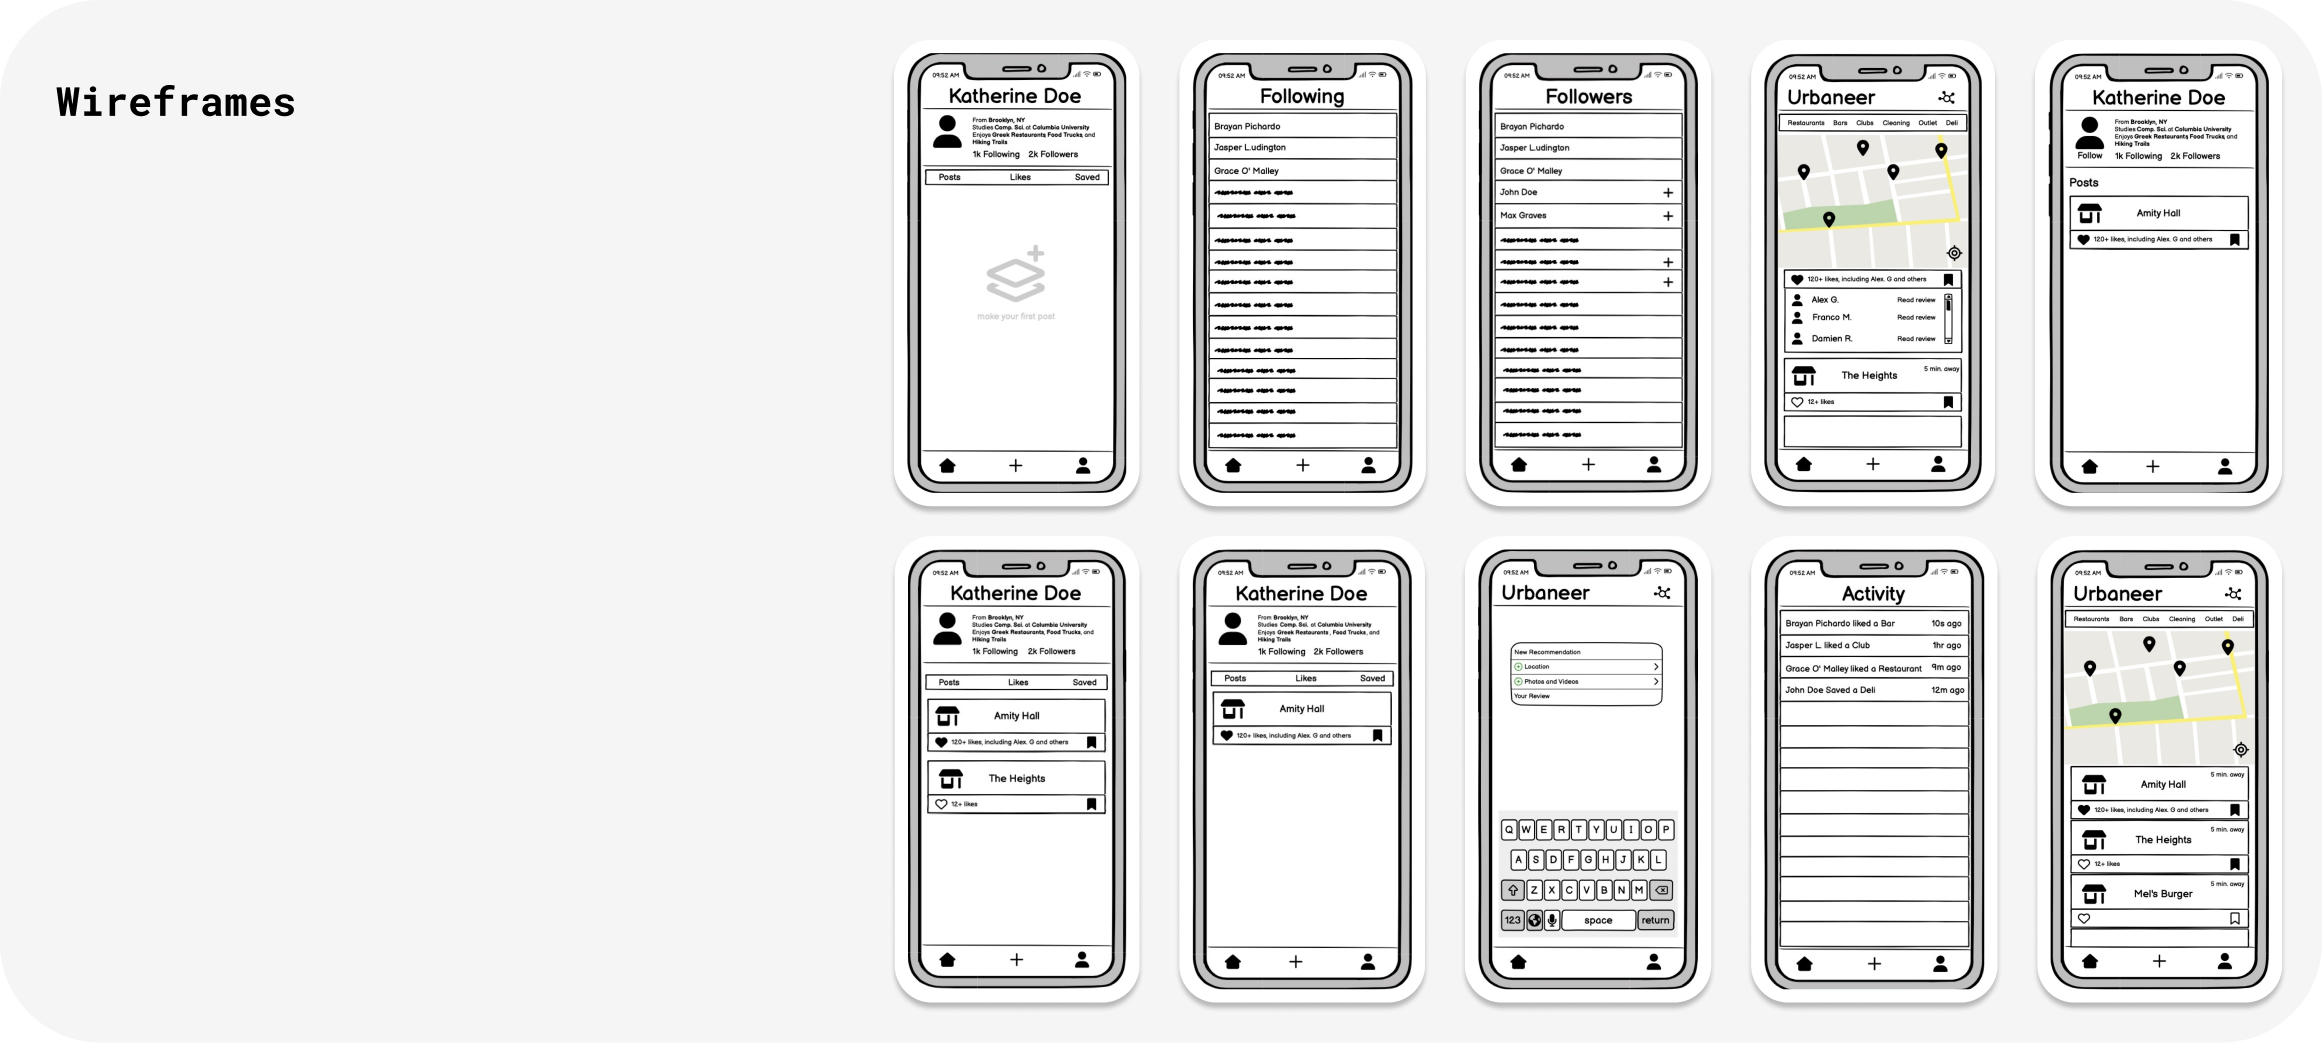 Wireframes
09:52 AM
Katherine Doe
From Brooklyn, NY
Studies Comp. Sci. at Columbia University
Enjoys Greek Restaurants, Food Trucks, and
Hiking Trails
1k Following 2k Followers
Posts Likes Saved
make your first post
09:52 AM
Following
Brayan Pichardo
Jasper Ludington
Grace O' Malley
09:52 AM
Followers
Brayan Pichardo
Jasper Ludington
Grace O' Malley
John Doe
Max Graves
09:52 AM
Urbaneer
Restaurants Bars Clubs Cleaning Outlet Deli
120+ likes, including Alex. G and others
Alex G. Read review
Franco M. Read review
Damien R. Read review
5 min. away
The Heights
12+ likes
09:52 AM
Katherine Doe
From Brooklyn, NY
Studies Comp. Sci. at Columbia University
Enjoys Greek Restaurants, Food Trucks, and
Hiking Trails
Follow 1k Following 2k Followers
Posts
Amity Hall
120+ likes, including Alex. G and others
09:52 AM
Katherine Doe
From Brooklyn, NY
Studies Comp. Sci. at Columbia University
Enjoys Greek Restaurants, Food Trucks, and
Hiking Trails
1k Following 2k Followers
Posts Likes Saved
Amity Hall
120+ likes, including Alex. G and others
The Heights
12+ likes
09:52 AM
Katherine Doe
From Brooklyn, NY
Studies Comp. Sci. at Columbia University
Enjoys Greek Restaurants , Food Trucks, and
Hiking Trails
1k Following 2k Followers
Posts Likes Saved
Amity Hall
120+ likes, including Alex. G and others
09:52 AM
Urbaneer
New Recommendation
Location
Photos and Videos
Your Review
Q W E R T Y U I O P
A S D F G H J K L
Z X C V B N M
123 space return
09:52 AM
Activity
Brayan Pichardo liked a Bar 10s ago
Jasper L. liked a Club 1hr ago
Grace O' Malley liked a Restaurant 9m ago
John Doe Saved a Deli 12m ago
09:52 AM
Urbaneer
Restaurants Bars Clubs Cleaning Outlet Deli
5 min. away
Amity Hall
120+ likes, including Alex. G and others
5 min. away
The Heights
12+ likes
5 min. away
Mel's Burger